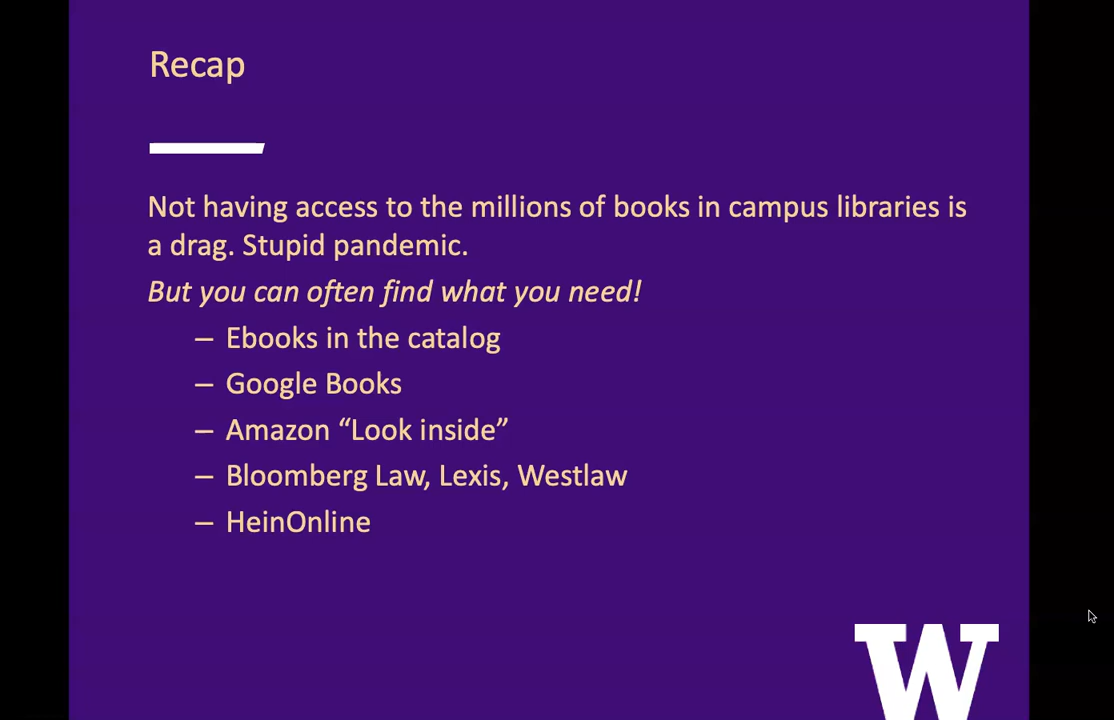 Recap
Not having access to the millions of books in campus libraries is
a drag. Stupid pandemic.
But you can often find what you need!
– Ebooks in the catalog
– Google Books
– Amazon “Look inside”
– Bloomberg Law, Lexis, Westlaw
– HeinOnline
W